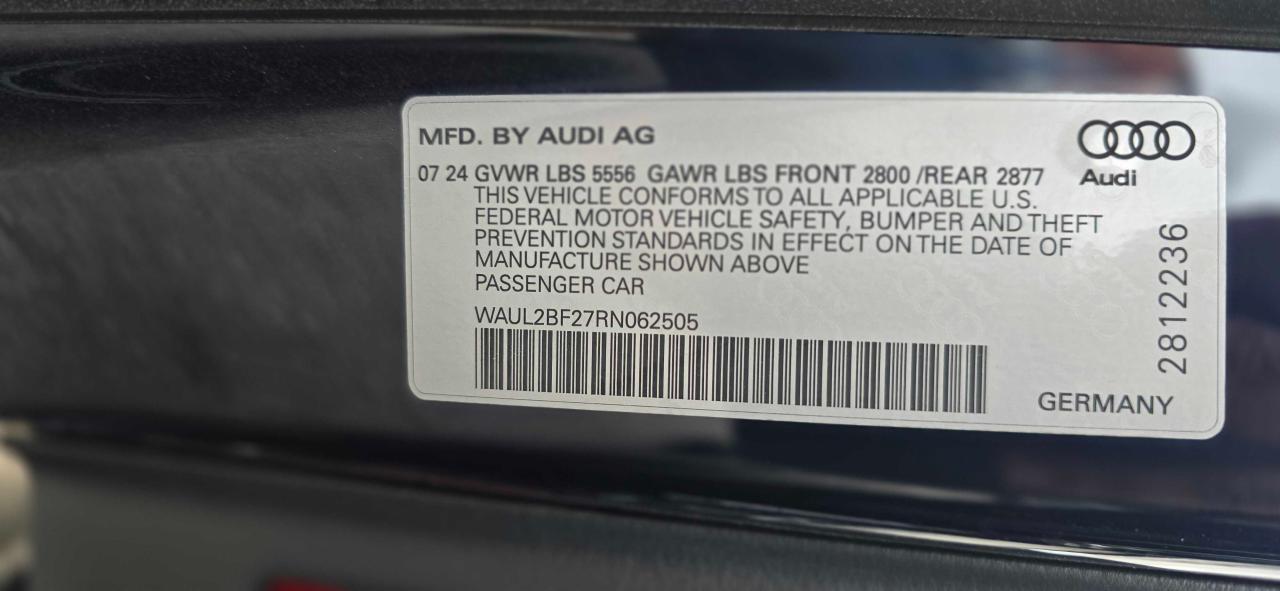 MFD. BY AUDI AG
Audi
07 24 GVWR LBS 5556 GAWR LBS FRONT 2800 /REAR 2877
THIS VEHICLE CONFORMS TO ALL APPLICABLE U.S.
FEDERAL MOTOR VEHICLE SAFETY, BUMPER AND THEFT
PREVENTION STANDARDS IN EFFECT ON THE DATE OF
MANUFACTURE SHOWN ABOVE
PASSENGER CAR
WAUL2BF27RN062505
2812236
GERMANY